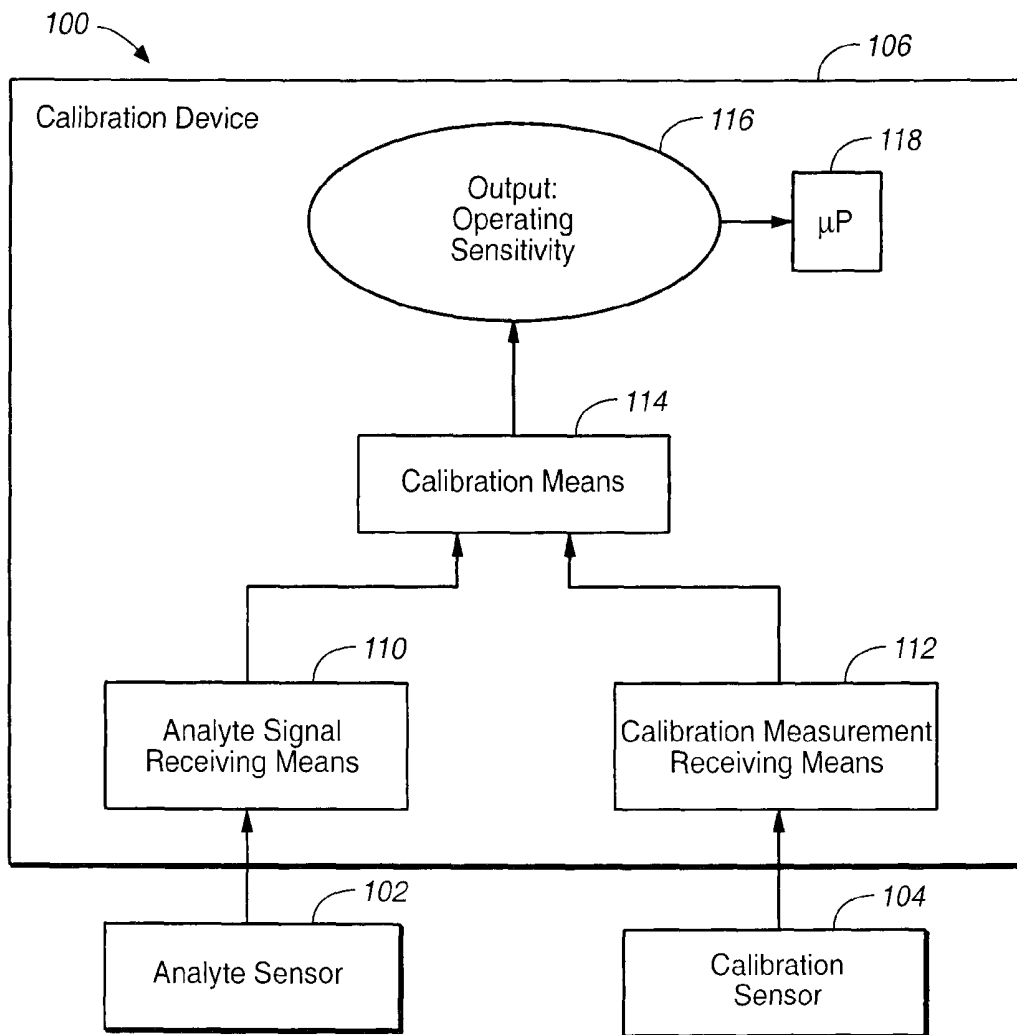 100
106
Calibration Device
116
118
Output:
Operating
Sensitivity
µP
114
Calibration Means
110
112
Analyte Signal
Receiving Means
Calibration Measurement
Receiving Means
102
104
Analyte Sensor
Calibration
Sensor